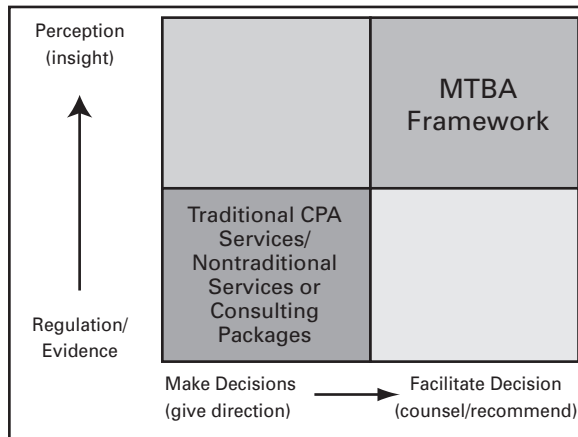 Perception
(insight)
MTBA
Framework
Traditional CPA
Services/
Nontraditional
Services or
Consulting
Packages
Regulation/
Evidence
Make Decisions
(give direction)
Facilitate Decision
(counsel/recommend)